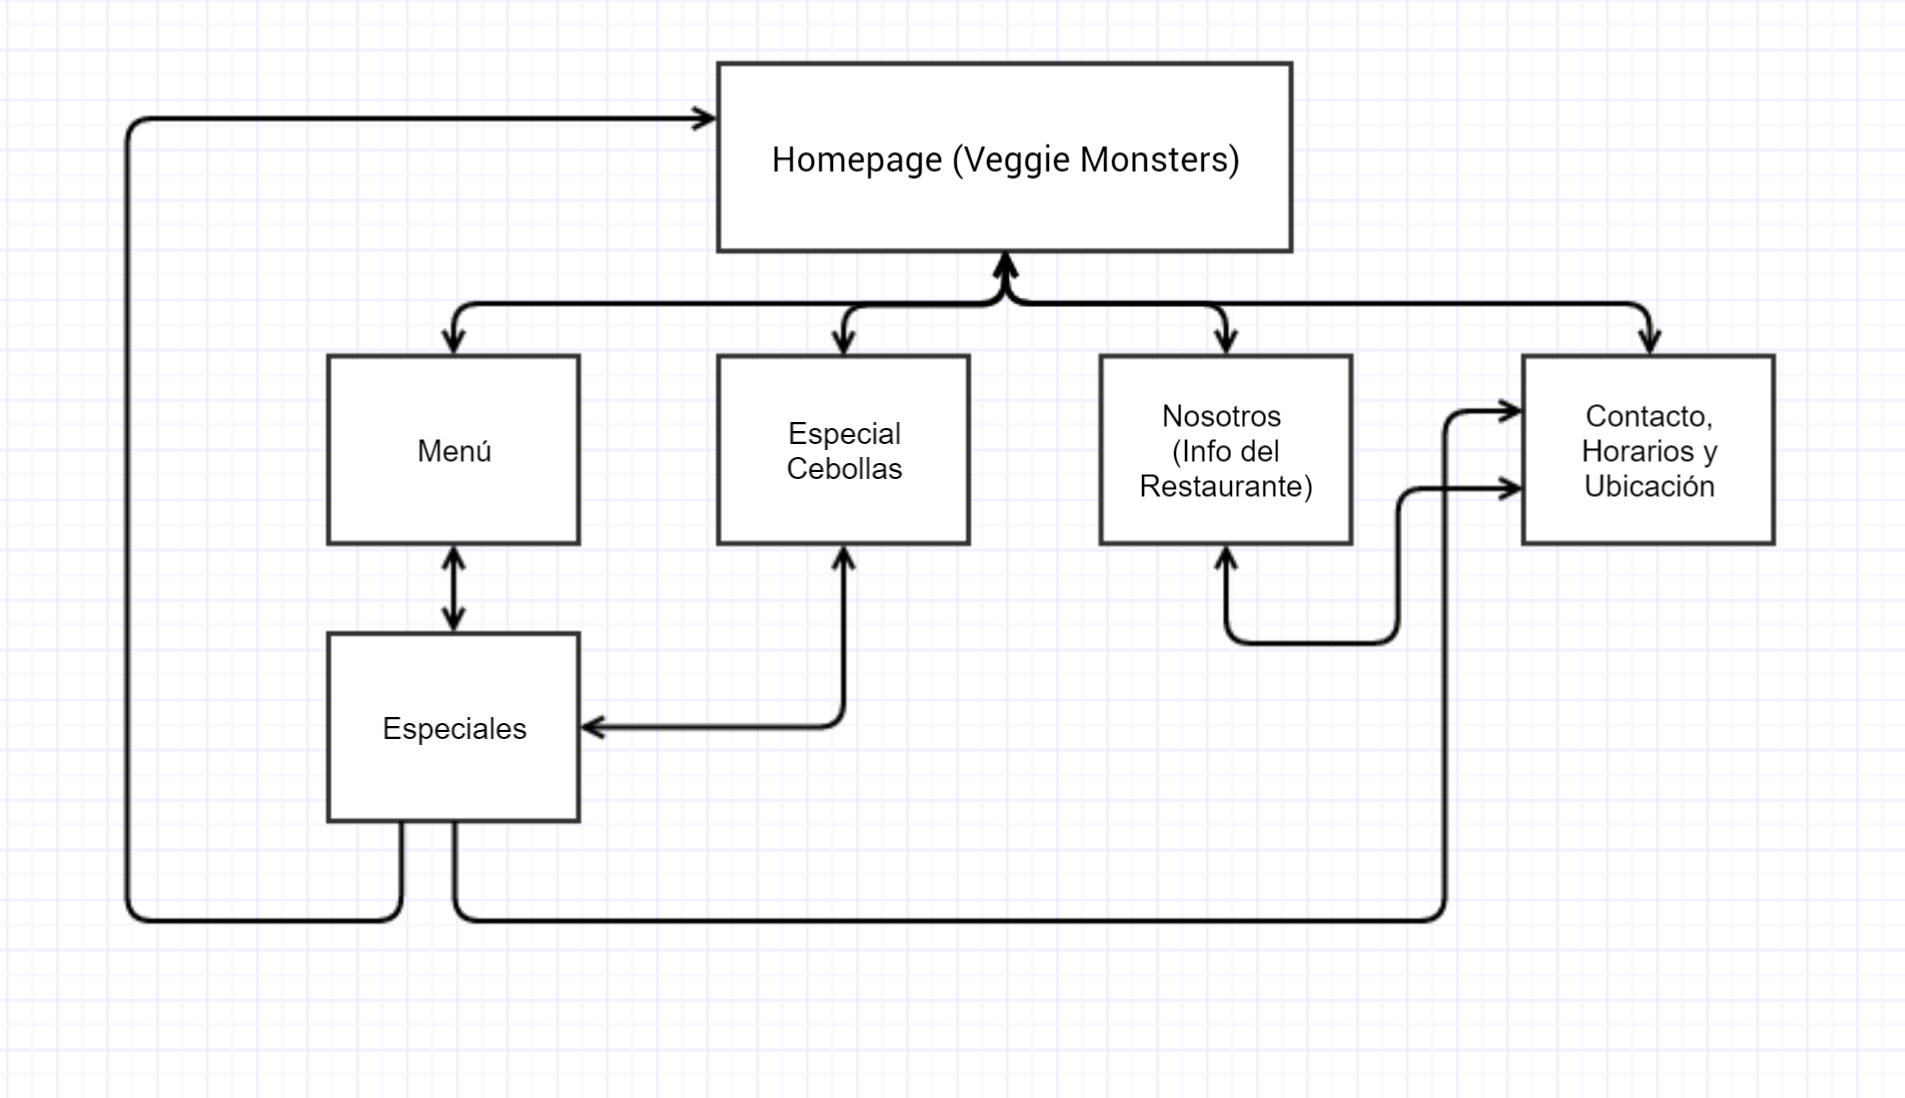 Homepage (Veggie Monsters)
Menú
Especial
Cebollas
Nosotros
(Info del
Restaurante)
Contacto,
Horarios y
Ubicación
Especiales